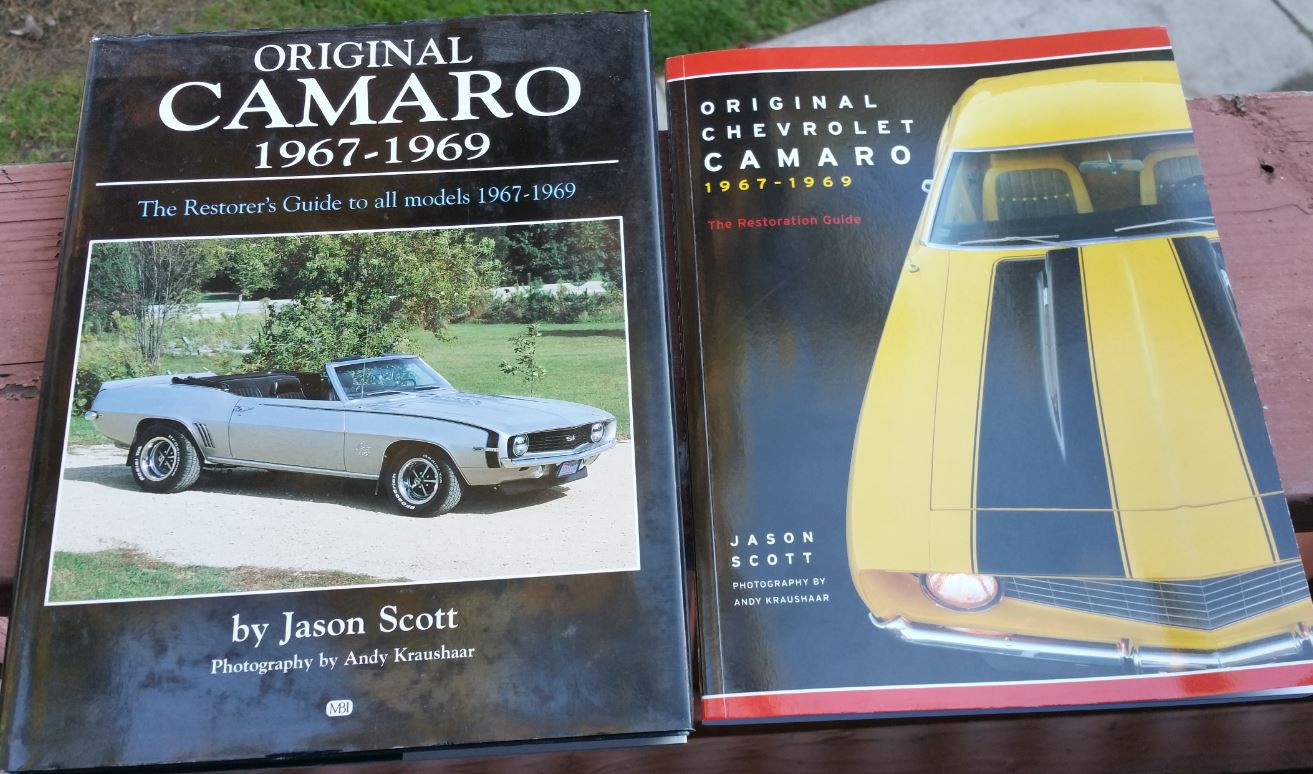 ORIGINAL
CAMARO
1967-1969
The Restorer's Guide to all models 1967-1969
SS
by Jason Scott
Photography by Andy Kraushaar
MBI
ORIGINAL
CHEVROLET
CAMARO
1967-1969
The Restoration Guide
JASON
SCOTT
PHOTOGRAPHY BY
ANDY KRAUSHAAR